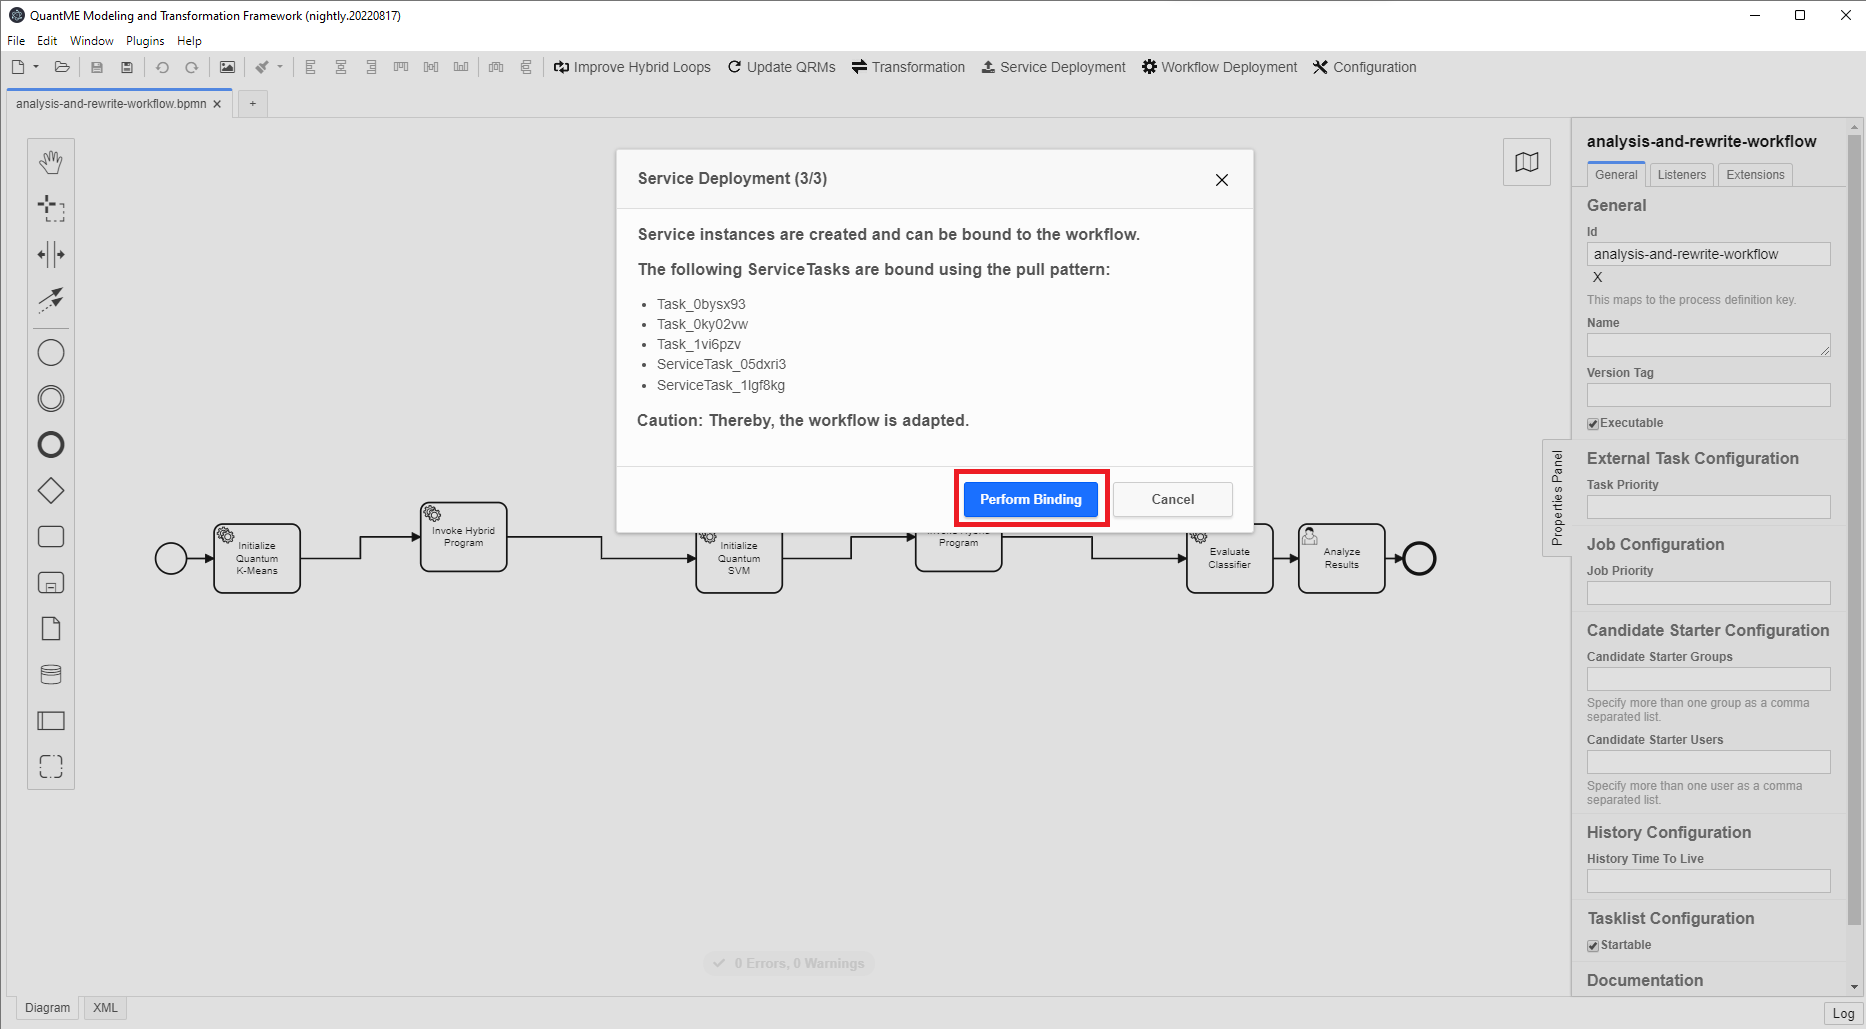 QuantME Modeling and Transformation Framework (nightly.20220817)
File Edit Window Plugins Help
Improve Hybrid Loops Update QRMs Transformation Service Deployment Workflow Deployment Configuration
analysis-and-rewrite-workflow.bpmn
+
Service Deployment (3/3)
Service instances are created and can be bound to the workflow.
The following ServiceTasks are bound using the pull pattern:
Task_0bysx93
Task_0ky02vw
Task_1vi6pzv
ServiceTask_05dxri3
ServiceTask_1lgf8kg
Caution: Thereby, the workflow is adapted.
Perform Binding Cancel
Initialize
Quantum
K-Means
Invoke Hybrid
Program
Initialize
Quantum
SVM
Invoke Hybrid
Program
Evaluate
Classifier
Analyze
Results
0 Errors, 0 Warnings
Properties Panel
analysis-and-rewrite-workflow
General Listeners Extensions
General
Id
analysis-and-rewrite-workflow
X
This maps to the process definition key.
Name
Version Tag
Executable
External Task Configuration
Task Priority
Job Configuration
Job Priority
Candidate Starter Configuration
Candidate Starter Groups
Specify more than one group as a comma
separated list.
Candidate Starter Users
Specify more than one user as a comma
separated list.
History Configuration
History Time To Live
Tasklist Configuration
Startable
Documentation
Diagram XML
Log